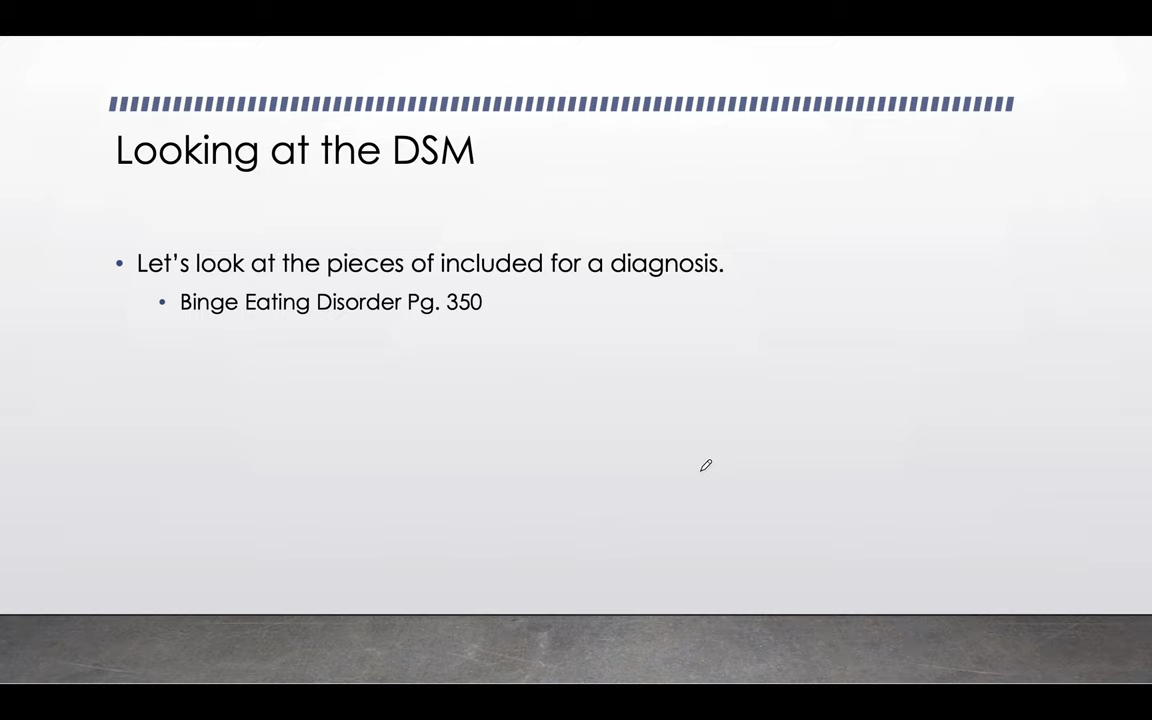 Looking at the DSM
• Let’s look at the pieces of included for a diagnosis.
• Binge Eating Disorder Pg. 350